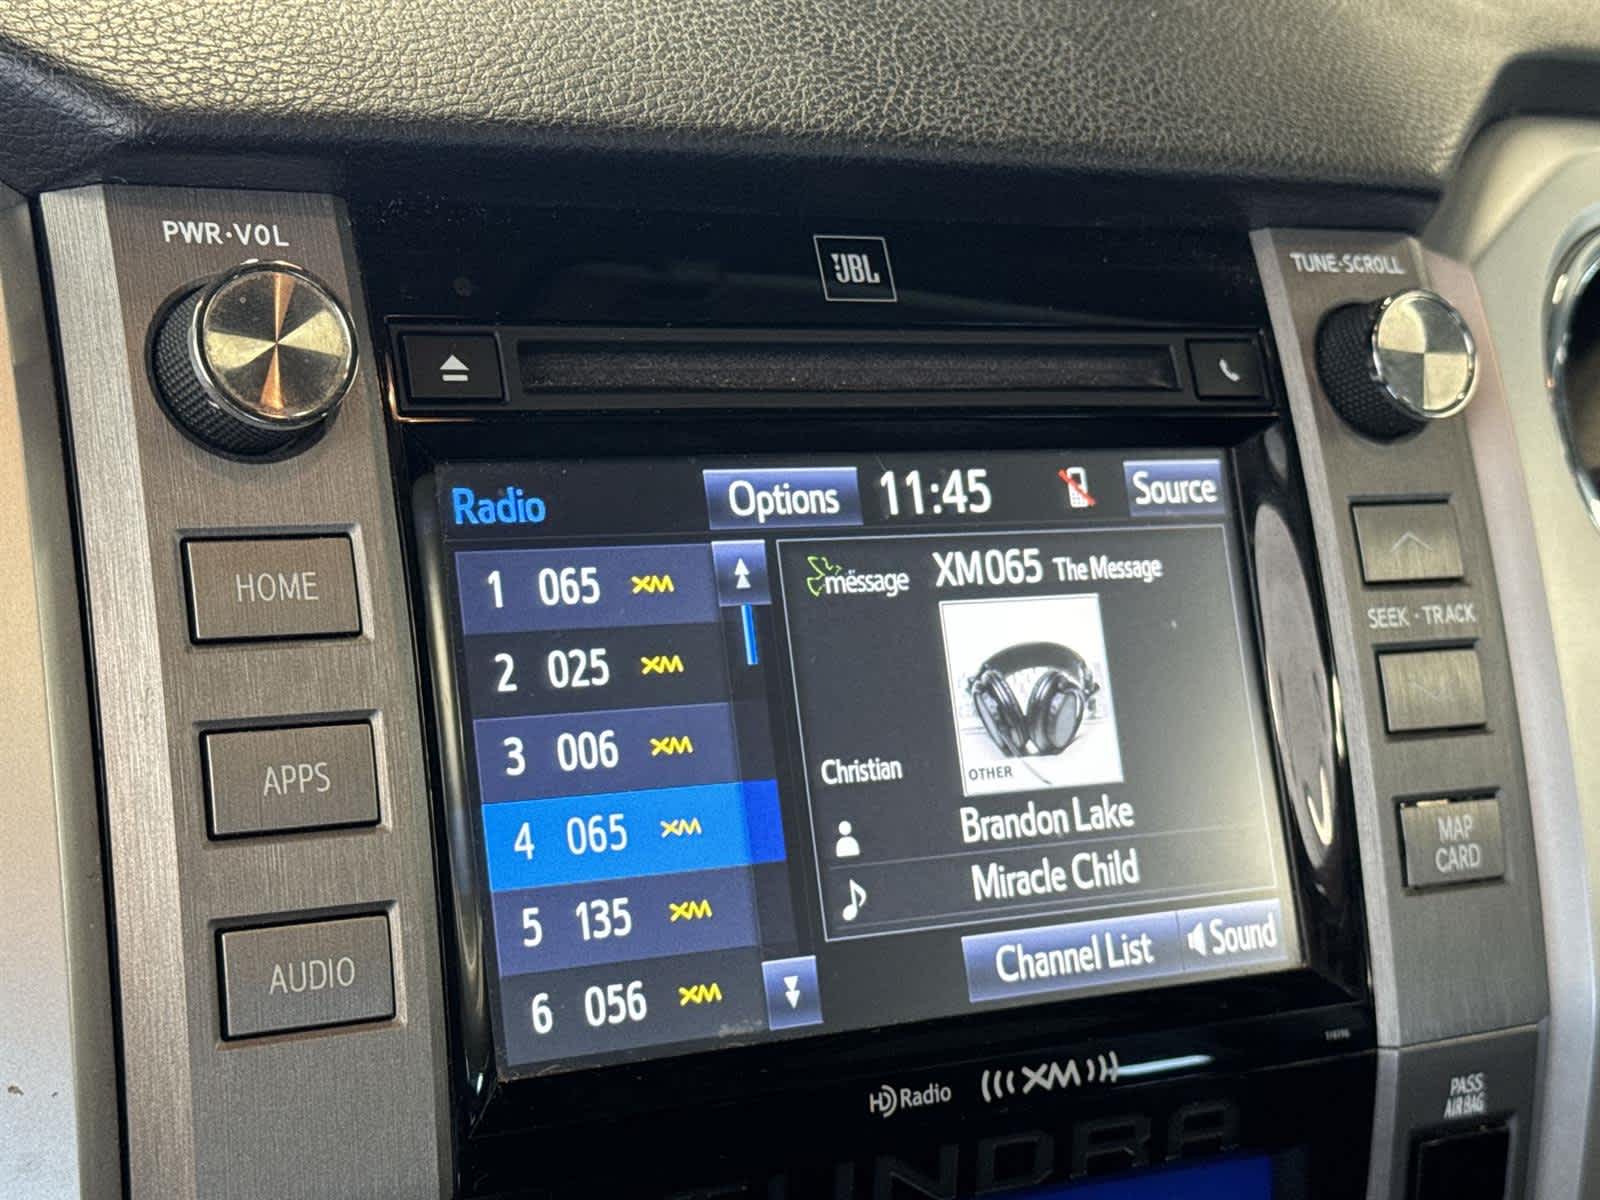 PWR·VOL
JBL
TUNE·SCROLL
Radio
Options
11:45
Source
1 065 XM
2 025 XM
3 006 XM
4 065 XM
5 135 XM
6 056 XM
message
XM065 The Message
OTHER
Christian
Brandon Lake
Miracle Child
Channel List
Sound
HOME
APPS
AUDIO
SEEK · TRACK
MAP
CARD
HD Radio
(((XM)))
PASS
AIR BAG